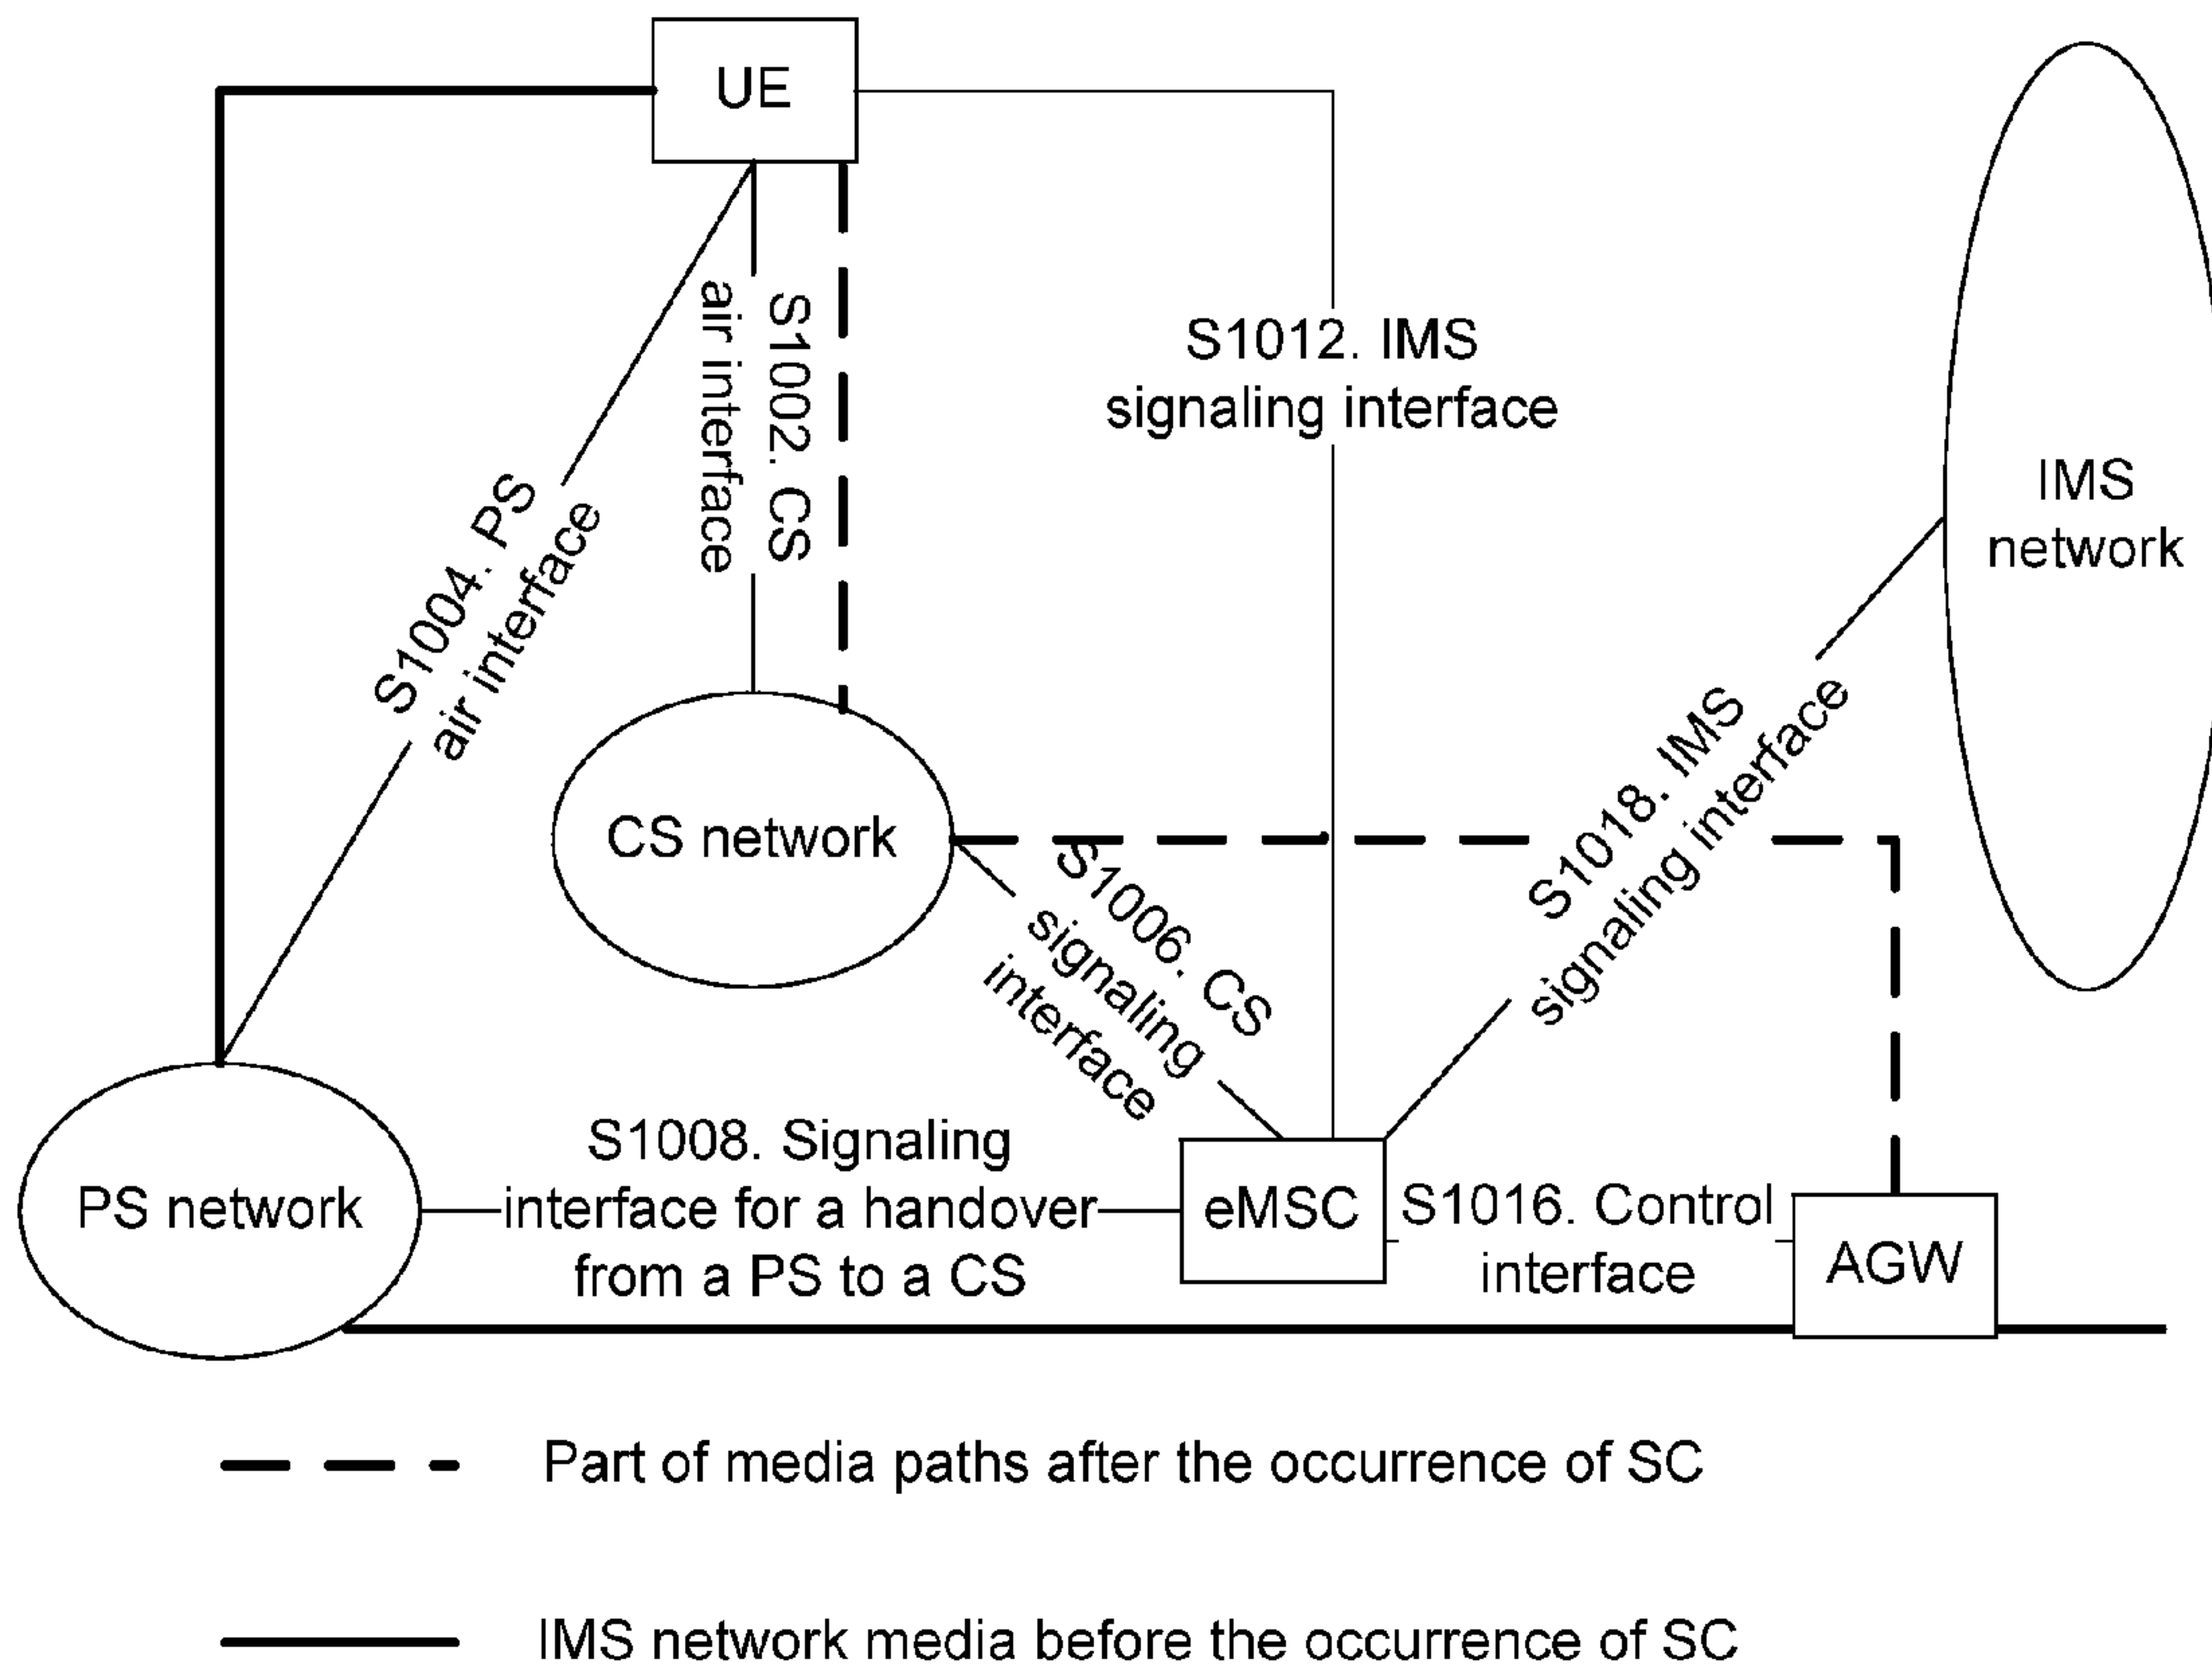 UE
S1012. IMS
signaling interface
IMS
network
S1002. CS
air interface
S1004. PS
air interface
CS network
S1006. CS
signaling
interface
S1018. IMS
signaling interface
PS network
S1008. Signaling
interface for a handover
from a PS to a CS
eMSC
S1016. Control
interface
AGW
Part of media paths after the occurrence of SC
IMS network media before the occurrence of SC